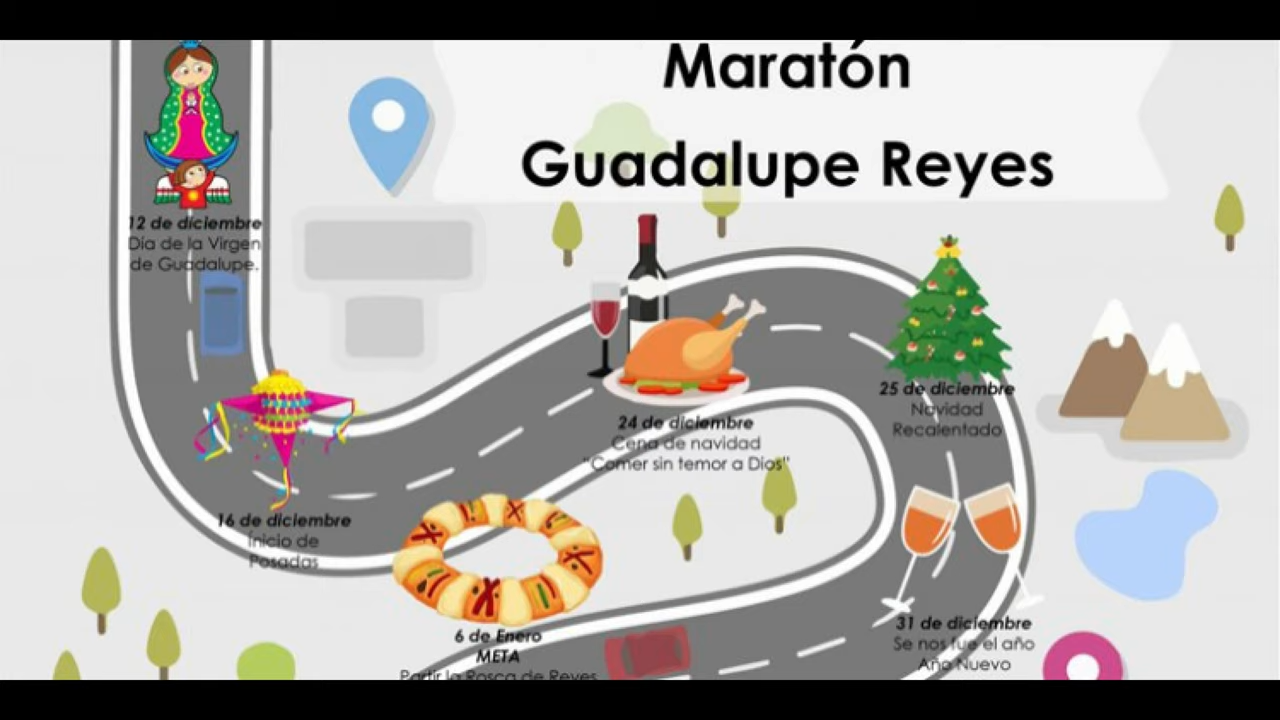 Maratón
Guadalupe Reyes
12 de diciembre
Día de la Virgen
de Guadalupe.
16 de diciembre
Inicio de
Posadas
24 de diciembre
Cena de navidad
"Comer sin temor a Dios"
25 de diciembre
Navidad
Recalentado
31 de diciembre
Se nos fue el año
Año Nuevo
6 de Enero
META
Partir la Rosca de Reyes